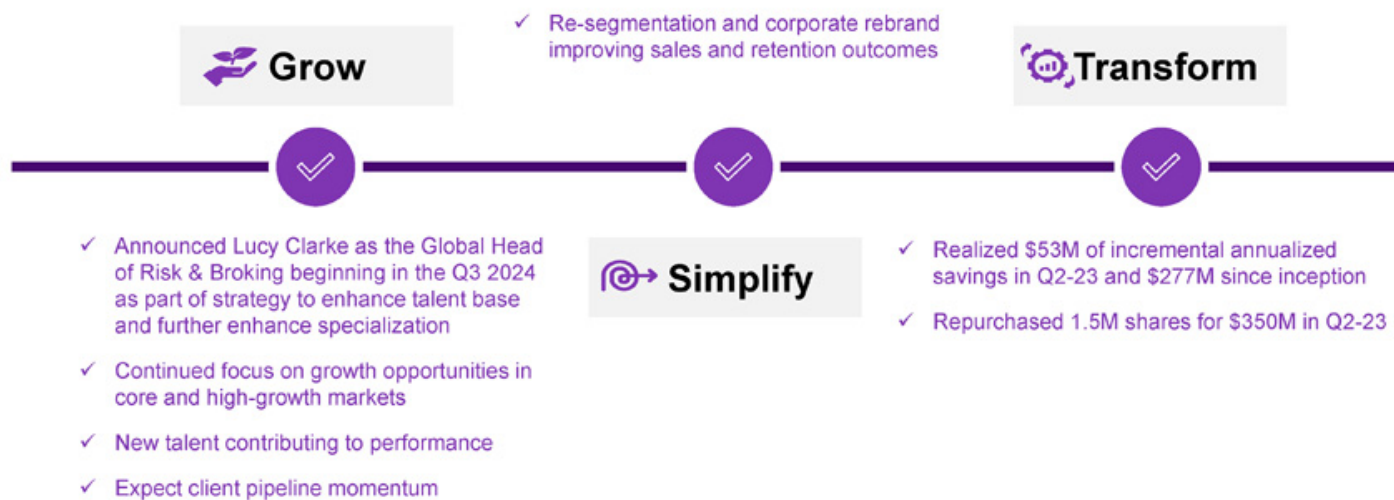 Grow
Announced Lucy Clarke as the Global Head
of Risk & Broking beginning in the Q3 2024
as part of strategy to enhance talent base
and further enhance specialization
Continued focus on growth opportunities in
core and high-growth markets
New talent contributing to performance
Expect client pipeline momentum
Re-segmentation and corporate rebrand
improving sales and retention outcomes
Simplify
Transform
Realized $53M of incremental annualized
savings in Q2-23 and $277M since inception
Repurchased 1.5M shares for $350M in Q2-23